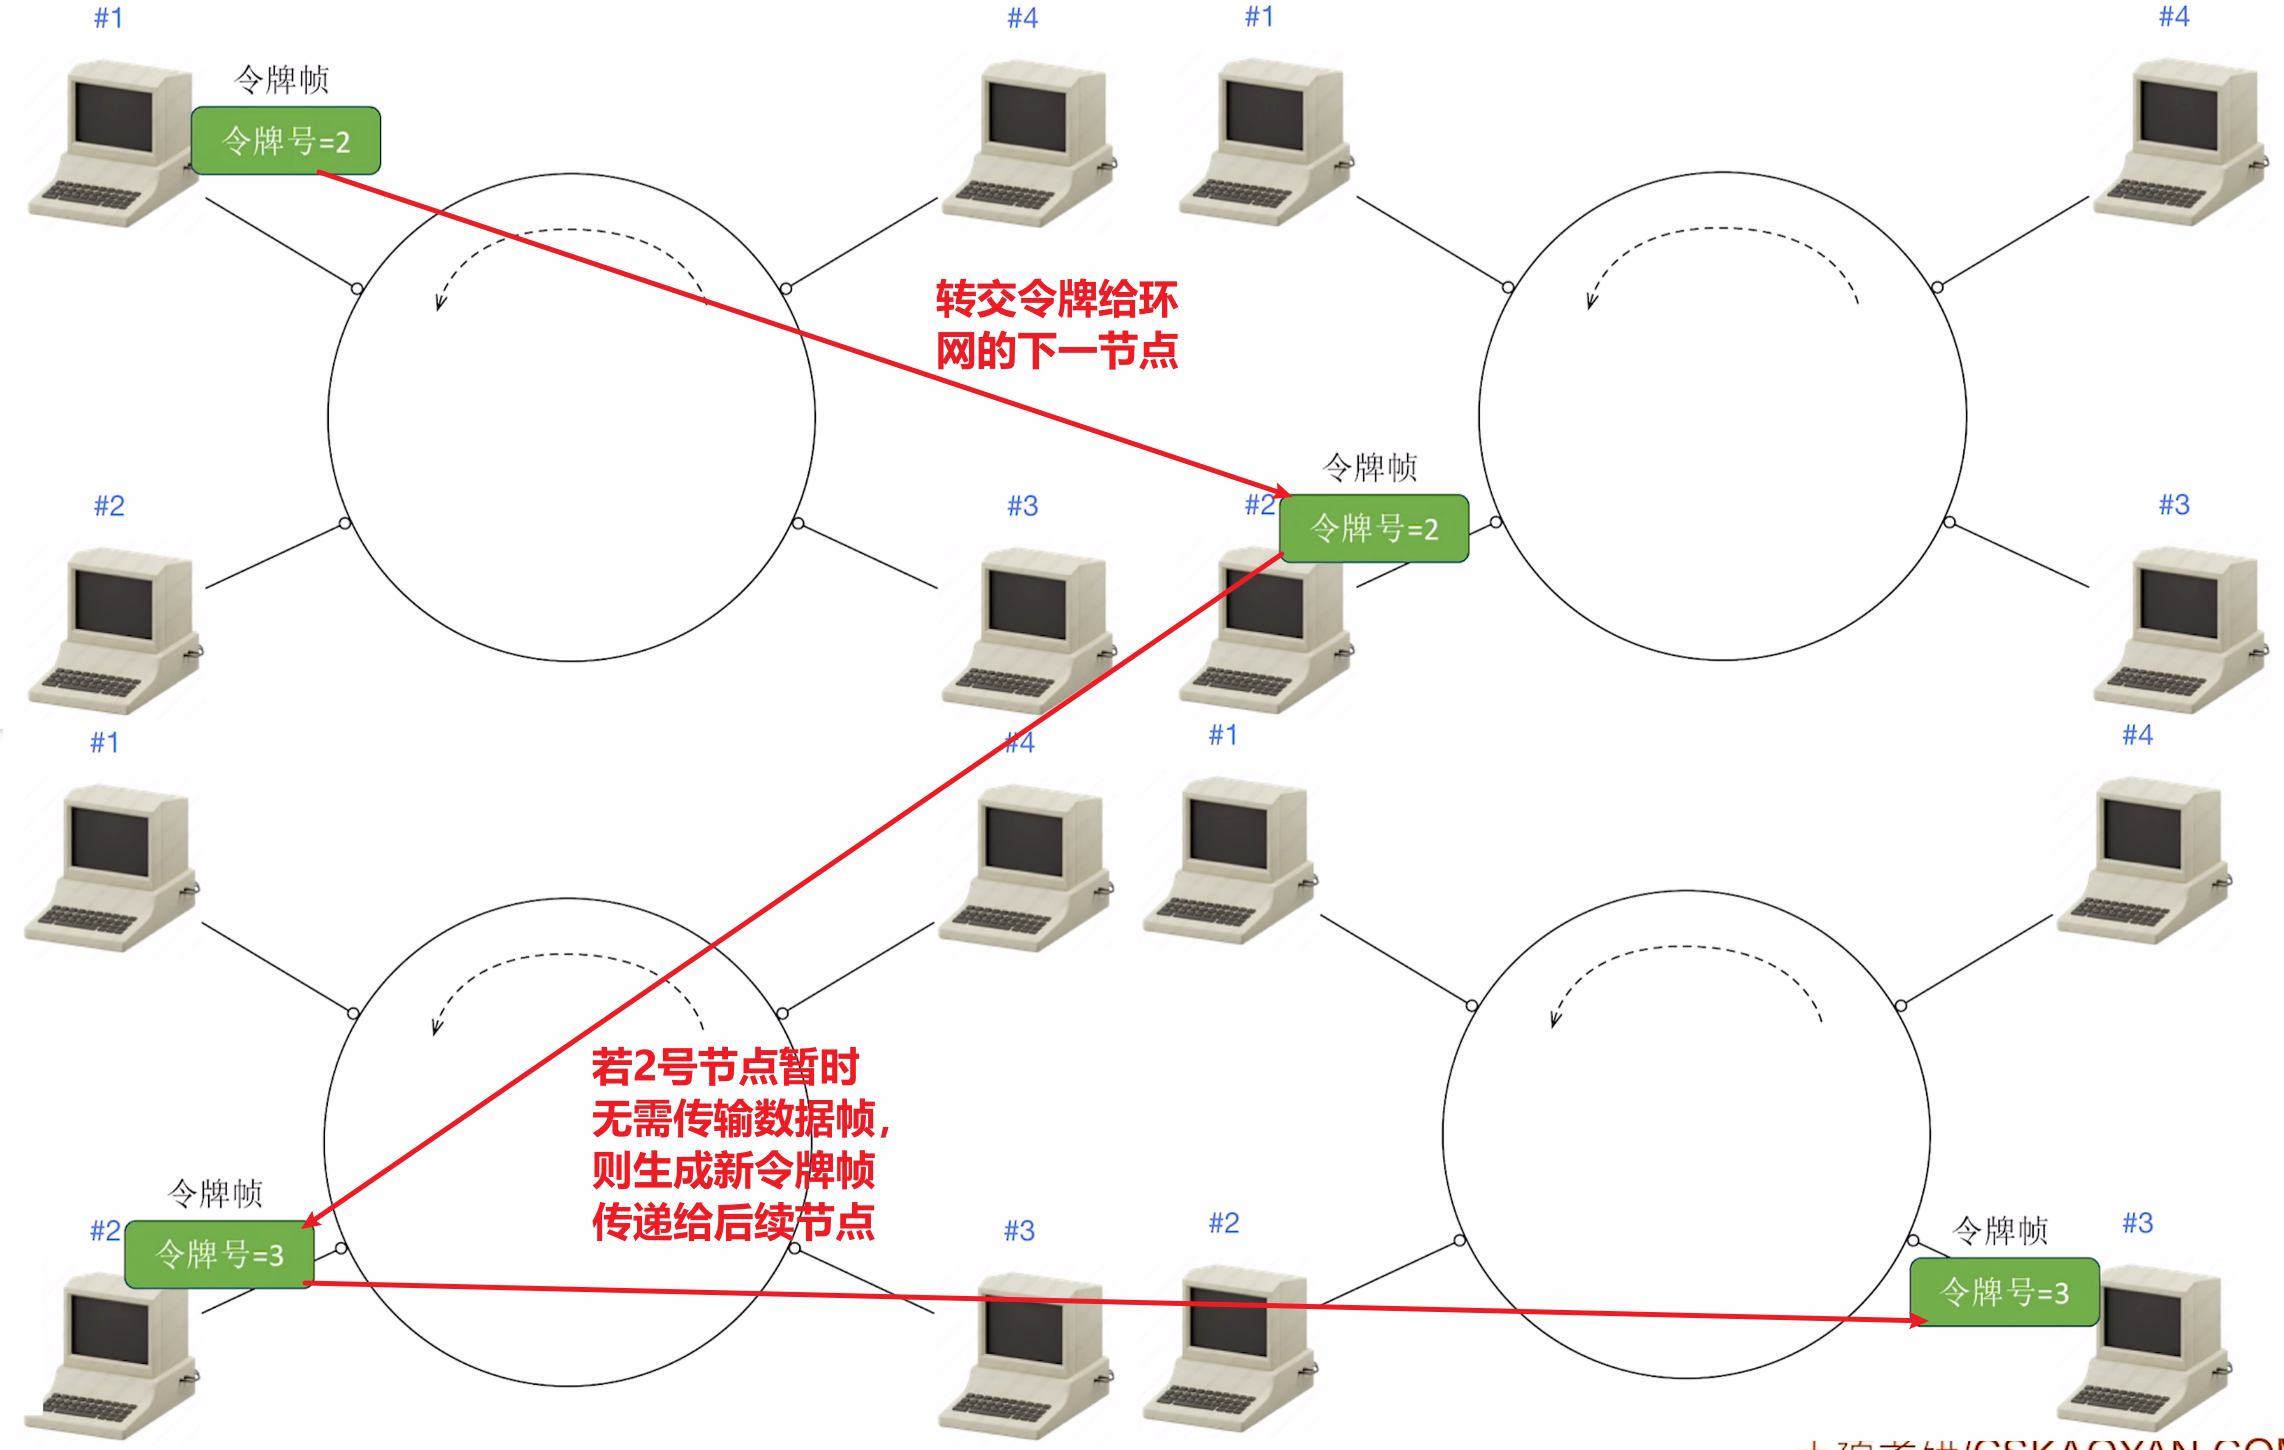 #1
#4
#1
#4
令牌帧
令牌号=2
转交令牌给环
网的下一节点
令牌帧
#2
#3
#2
令牌号=2
#3
#1
#4
#1
#4
若2号节点暂时
无需传输数据帧，
则生成新令牌帧
传递给后续节点
令牌帧
#2
令牌号=3
#3
#2
令牌帧
#3
令牌号=3